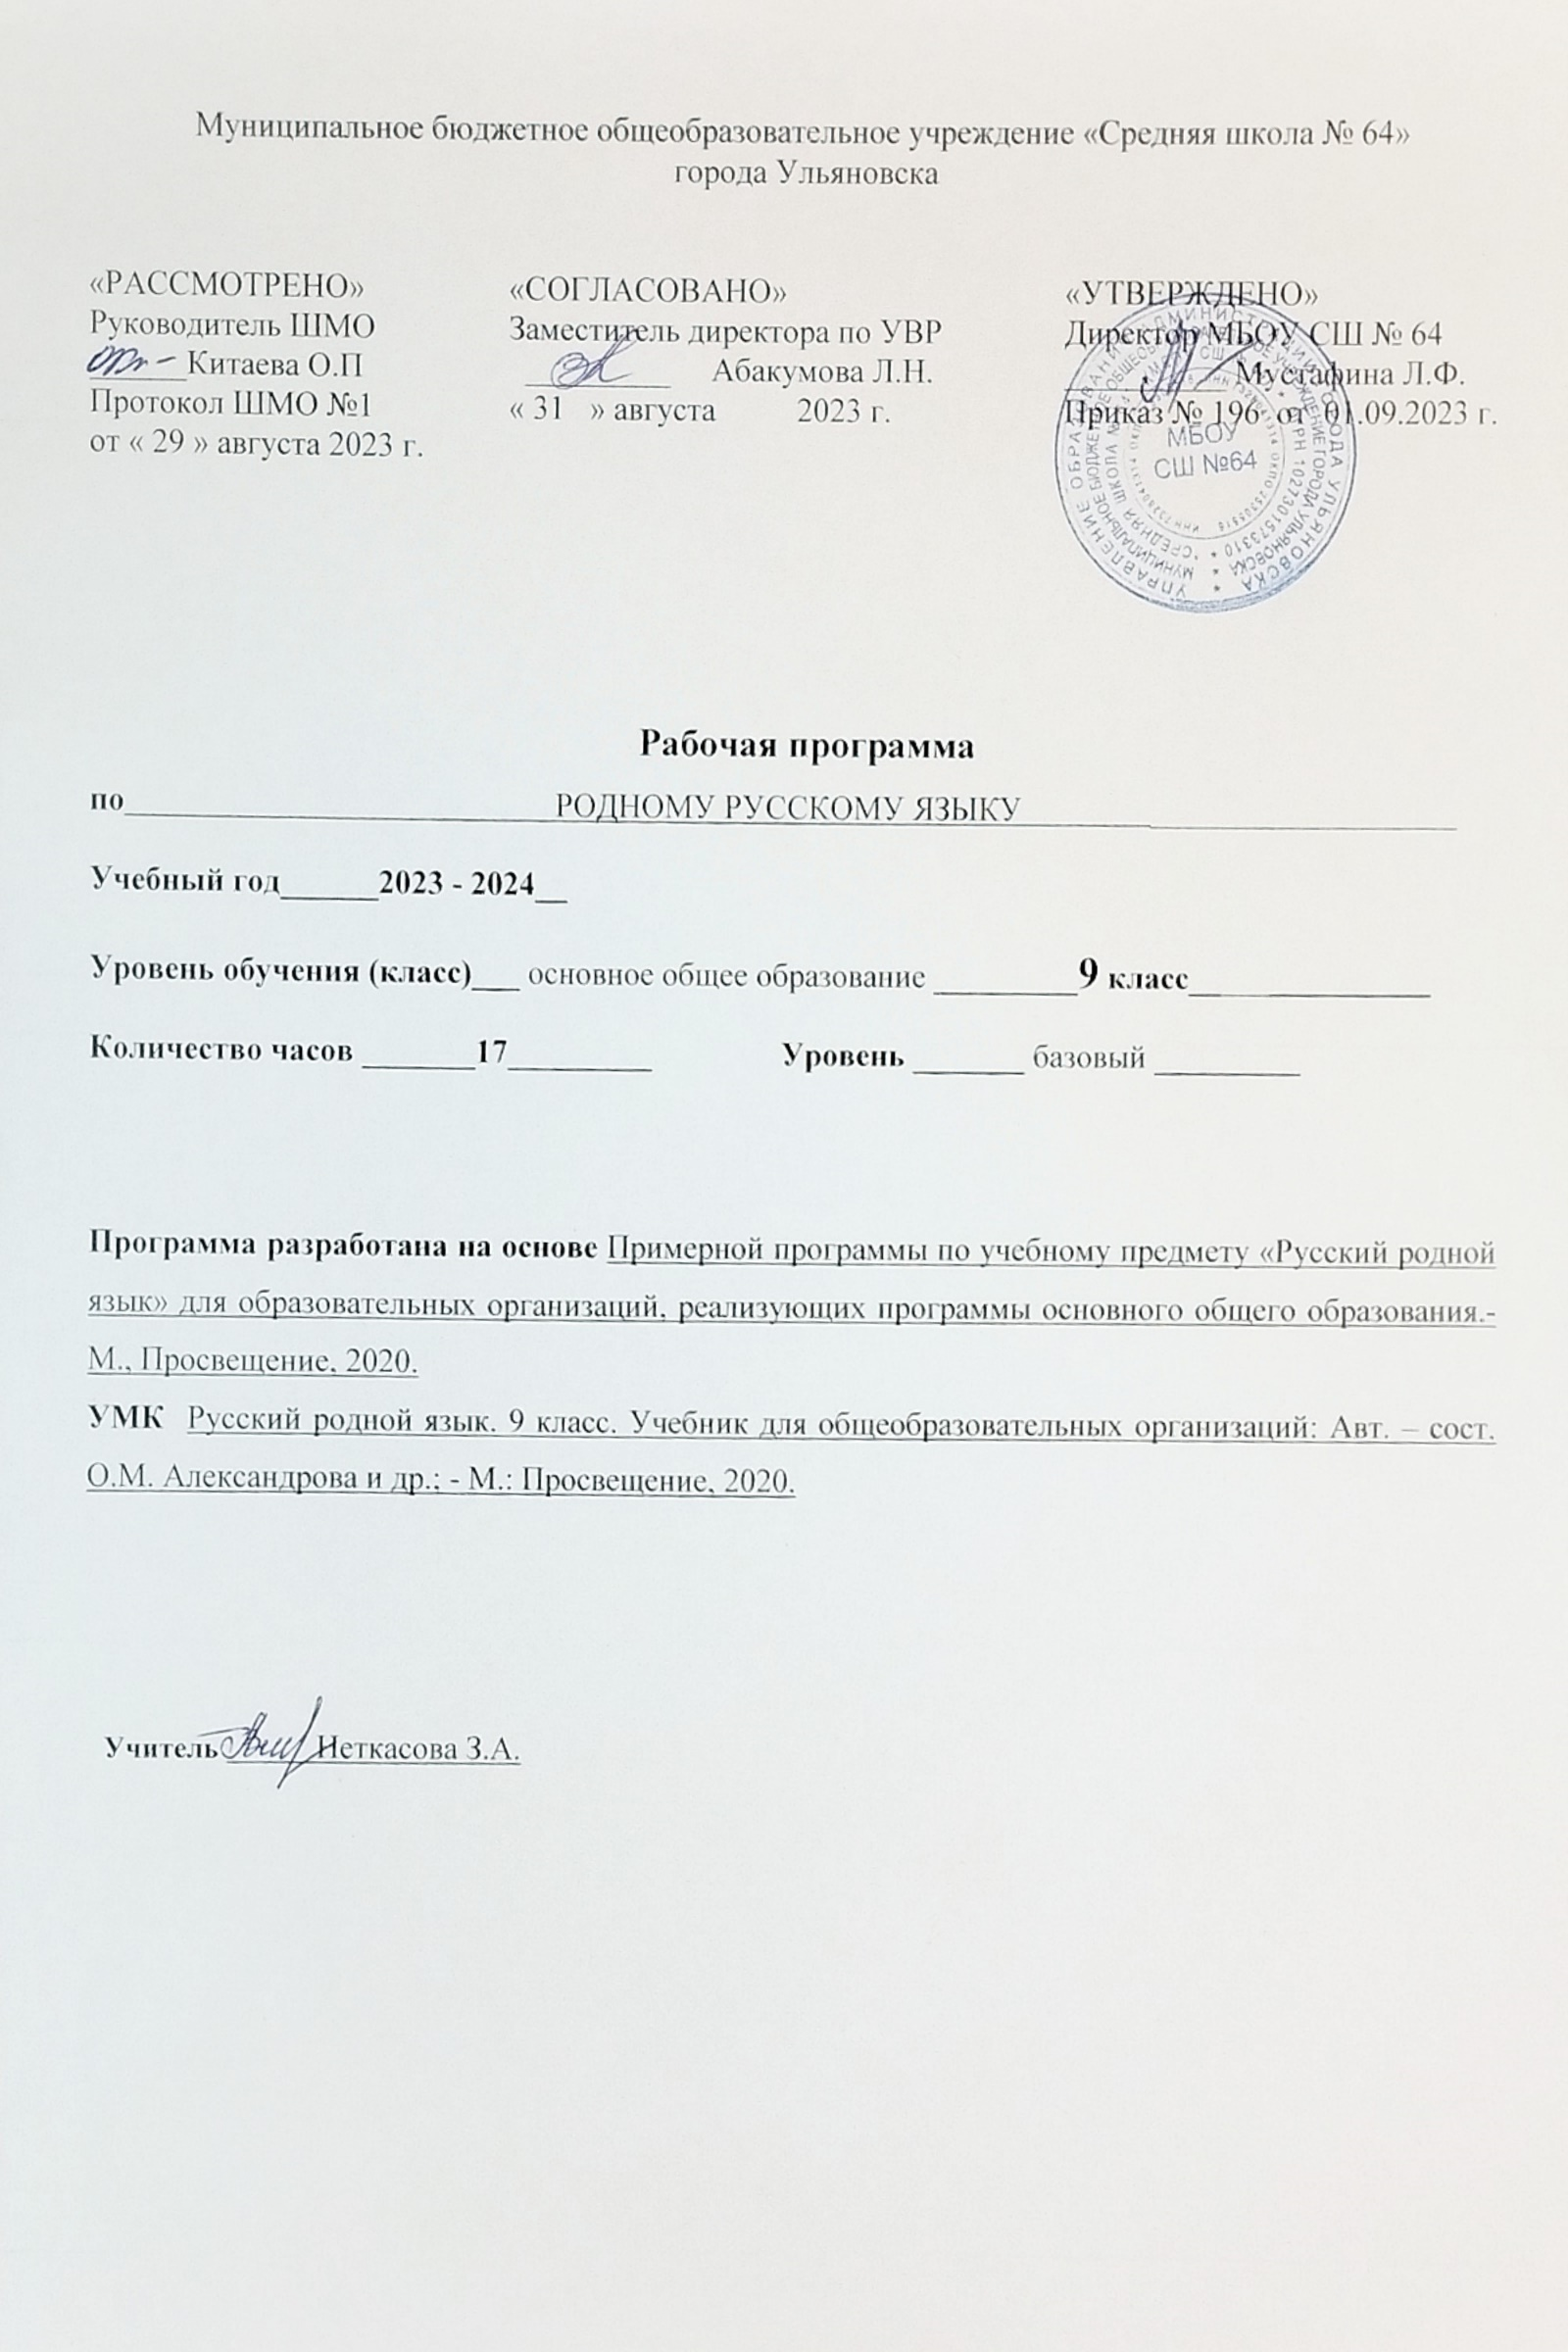 Муниципальное бюджетное общеобразовательное учреждение «Средняя школа № 64»
города Ульяновска
«РАССМОТРЕНО»
Руководитель ШМО
Китаева О.П
Протокол ШМО №1
от « 29 » августа 2023 г.
«СОГЛАСОВАНО»
Заместитель директора по УВР
Абакумова Л.Н.
« 31 » августа 2023 г.
«УТВЕРЖДЕНО»
Директор МБОУ СШ № 64
Мустафина Л.Ф.
Приказ № 196 от 01.09.2023 г.
МБОУ
СШ №64
Рабочая программа
по РОДНОМУ РУССКОМУ ЯЗЫКУ
Учебный год 2023 - 2024
Уровень обучения (класс) основное общее образование 9 класс
Количество часов 17 Уровень базовый
Программа разработана на основе Примерной программы по учебному предмету «Русский родной
язык» для образовательных организаций, реализующих программы основного общего образования.-
М., Просвещение, 2020.
УМК Русский родной язык. 9 класс. Учебник для общеобразовательных организаций: Авт. – сост.
О.М. Александрова и др.; - М.: Просвещение, 2020.
Учитель Неткасова З.А.